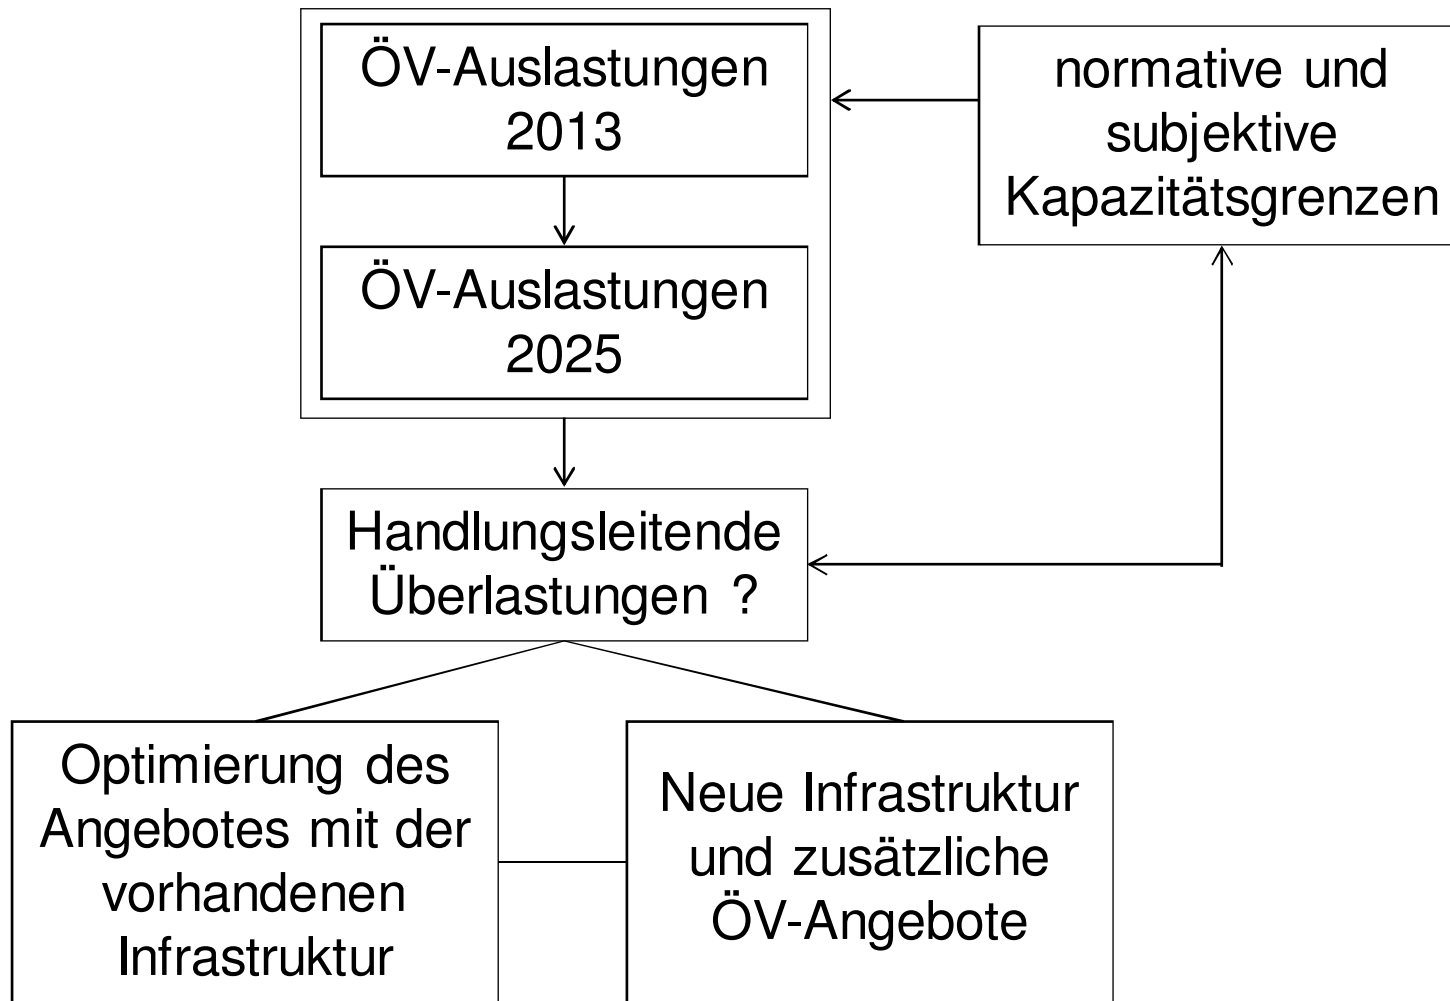 ÖV-Auslastungen
2013
normative und
subjektive
Kapazitätsgrenzen
ÖV-Auslastungen
2025
Handlungsleitende
Überlastungen ?
Optimierung des
Angebotes mit der
vorhandenen
Infrastruktur
Neue Infrastruktur
und zusätzliche
ÖV-Angebote